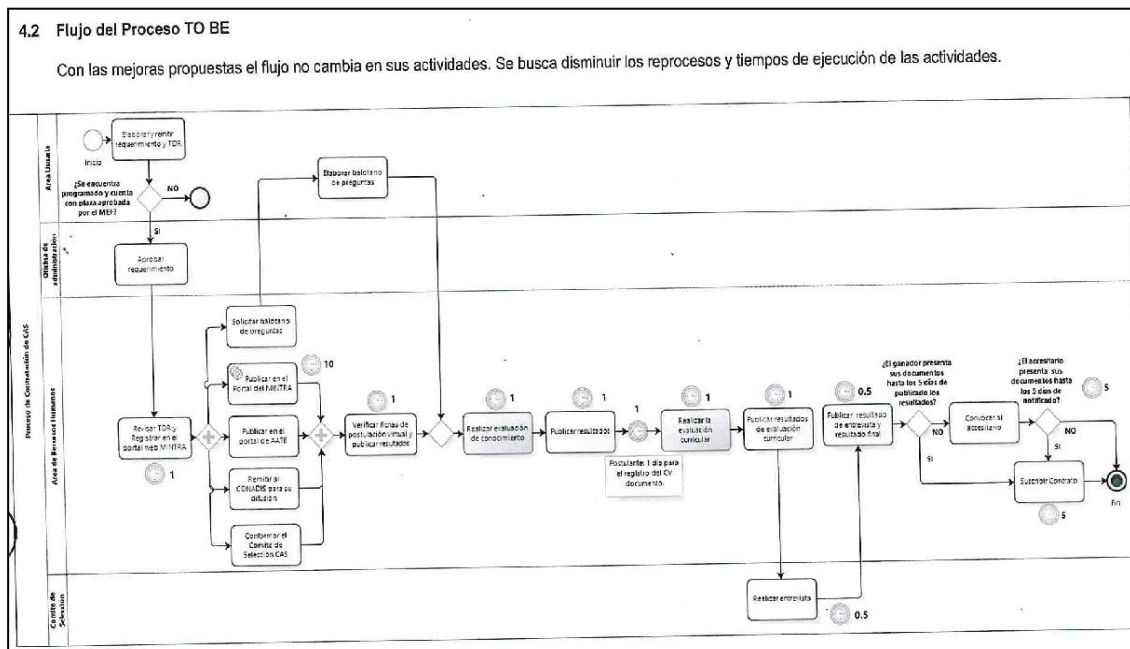 4.2 Flujo del Proceso TO BE
Con las mejoras propuestas el flujo no cambia en sus actividades. Se busca disminuir los reprocesos y tiempos de ejecución de las actividades.
Proceso de Contratación de CAS
Area Usuaria
Inicio
Elaborar y remitir
requerimiento y TDR
¿Se encuentra
programado y cuenta
con plaza aprobada
por el MEF?
NO
SI
Elaborar balotario
de preguntas
Oficina de
administración
Aprobar
requerimiento
Area de Recursos Humanos
Revisar TDR y
Registrar en el
portal web MINTRA
1
Solicitar balotario
de preguntas
Publicar en el
Portal del MINTRA
10
Publicar en el
portal de AATE
Remitir al
CONADIS para su
difusión
Conformar el
Comité de
Selección CAS
Verificar fichas de
postulación virtual y
publicar resultados
1
Realizar evaluación
de conocimiento
1
Publicar resultados
1
1
Postulante: 1 día para
el registro del CV
documento.
Realizar la
evaluación
curricular
1
Publicar resultados
de evaluación
curricular
1
Publicar resultado
de entrevista y
resultado final
0.5
¿El ganador presenta
sus documentos
hasta los 5 días de
publicado los
resultados?
NO
SI
Convocar al
accesitario
¿El accesitario
presenta sus
documentos hasta
los 5 días de
notificado?
5
NO
SI
Suscribir Contrato
5
Fin
Comité de
Selección
Realizar entrevista
0.5